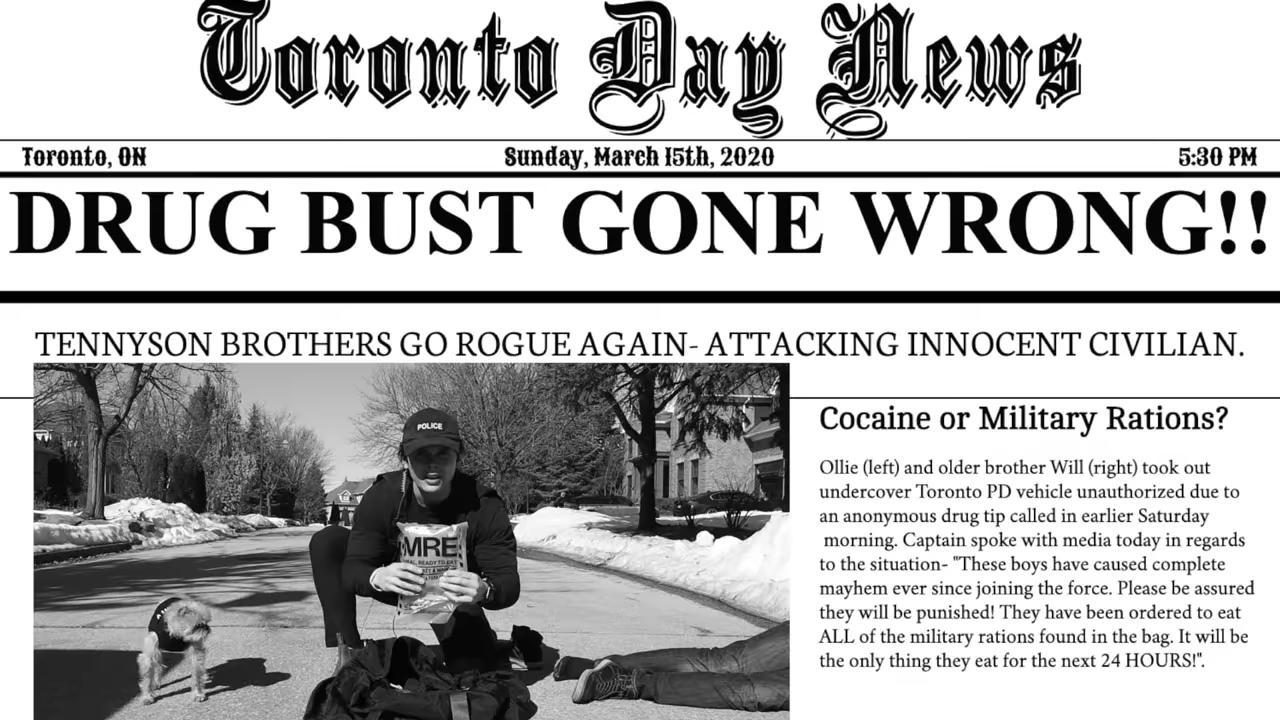 Toronto Day News
Toronto, ON Sunday, March 15th, 2020 5:30 PM
DRUG BUST GONE WRONG!!
TENNYSON BROTHERS GO ROGUE AGAIN- ATTACKING INNOCENT CIVILIAN.
POLICE
MRE
MEAL, READY TO EAT
Cocaine or Military Rations?
Ollie (left) and older brother Will (right) took out
undercover Toronto PD vehicle unauthorized due to
an anonymous drug tip called in earlier Saturday
morning. Captain spoke with media today in regards
to the situation- "These boys have caused complete
mayhem ever since joining the force. Please be assured
they will be punished! They have been ordered to eat
ALL of the military rations found in the bag. It will be
the only thing they eat for the next 24 HOURS!".